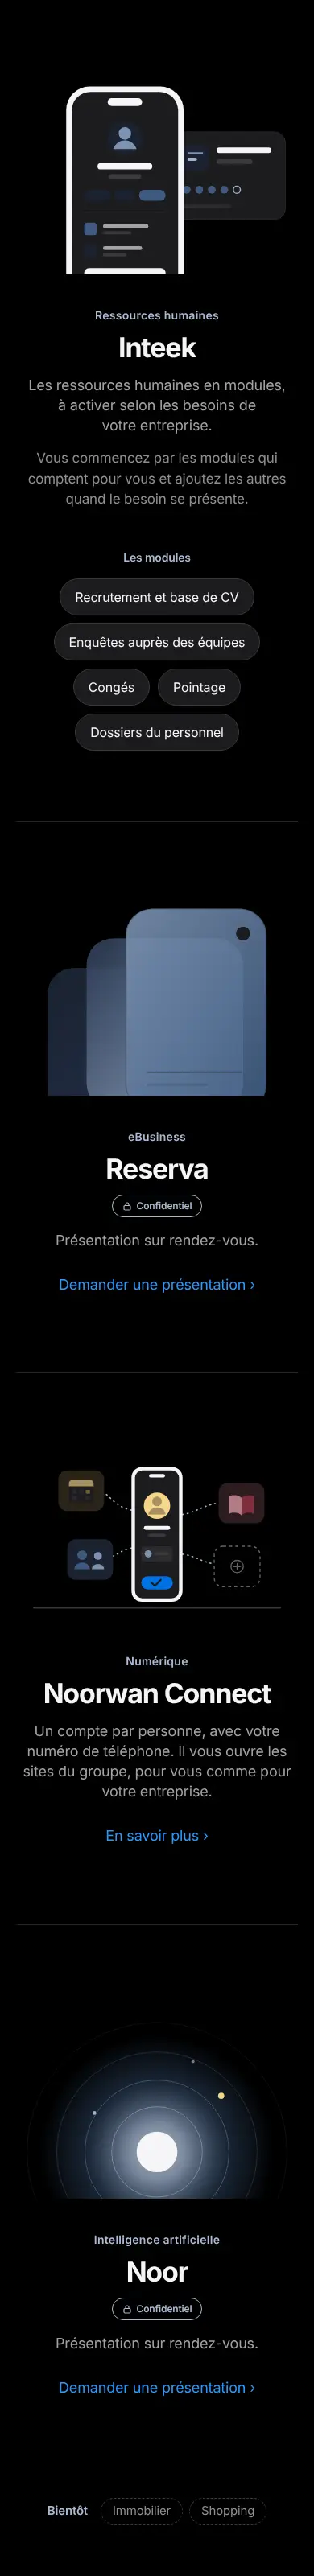 Ressources humaines
Inteek
Les ressources humaines en modules,
à activer selon les besoins de
votre entreprise.
Vous commencez par les modules qui
comptent pour vous et ajoutez les autres
quand le besoin se présente.
Les modules
Recrutement et base de CV
Enquêtes auprès des équipes
Congés
Pointage
Dossiers du personnel
eBusiness
Reserva
Confidentiel
Présentation sur rendez-vous.
Demander une présentation ›
Numérique
Noorwan Connect
Un compte par personne, avec votre
numéro de téléphone. Il vous ouvre les
sites du groupe, pour vous comme pour
votre entreprise.
En savoir plus ›
Intelligence artificielle
Noor
Confidentiel
Présentation sur rendez-vous.
Demander une présentation ›
Bientôt
Immobilier
Shopping